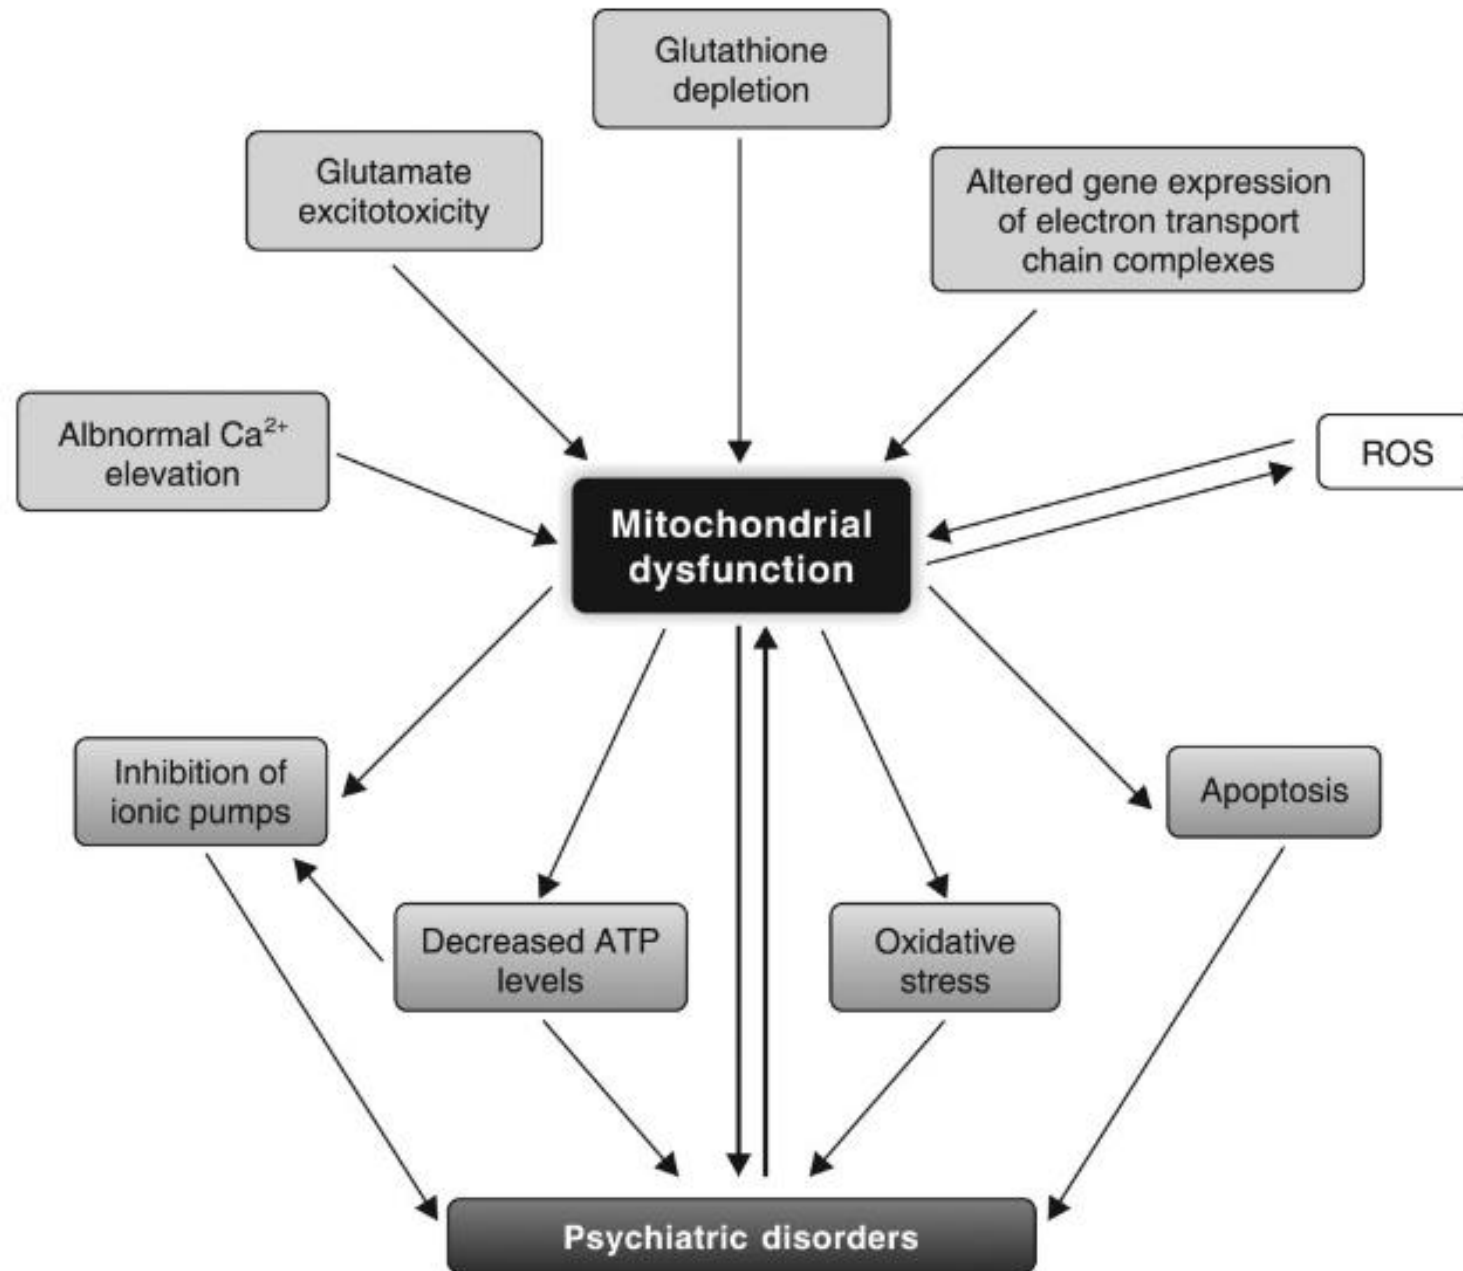 Glutathione
depletion
Glutamate
excitotoxicity
Altered gene expression
of electron transport
chain complexes
Albnormal Ca²⁺
elevation
ROS
Mitochondrial
dysfunction
Inhibition of
ionic pumps
Apoptosis
Decreased ATP
levels
Oxidative
stress
Psychiatric disorders